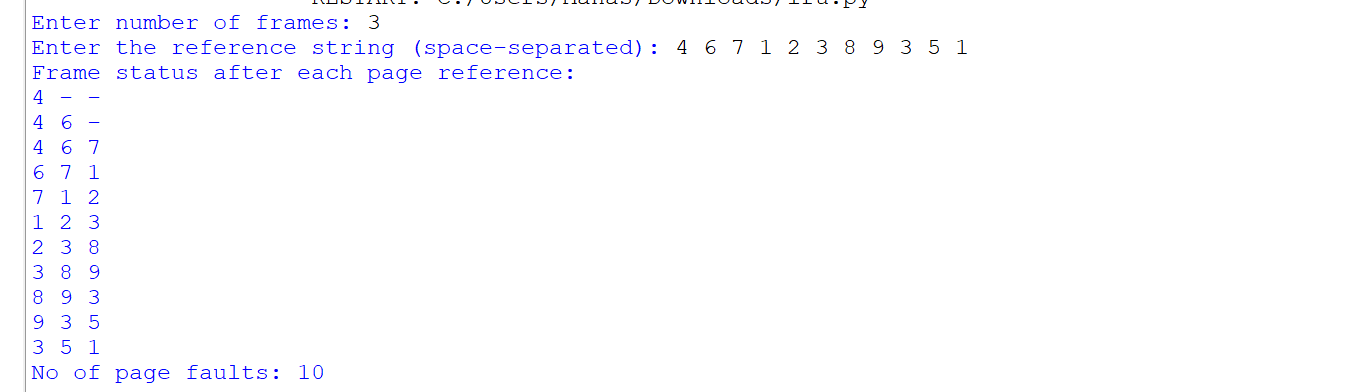 Enter number of frames: 3
Enter the reference string (space-separated): 4 6 7 1 2 3 8 9 3 5 1
Frame status after each page reference:
4 - -
4 6 -
4 6 7
6 7 1
7 1 2
1 2 3
2 3 8
3 8 9
8 9 3
9 3 5
3 5 1
No of page faults: 10